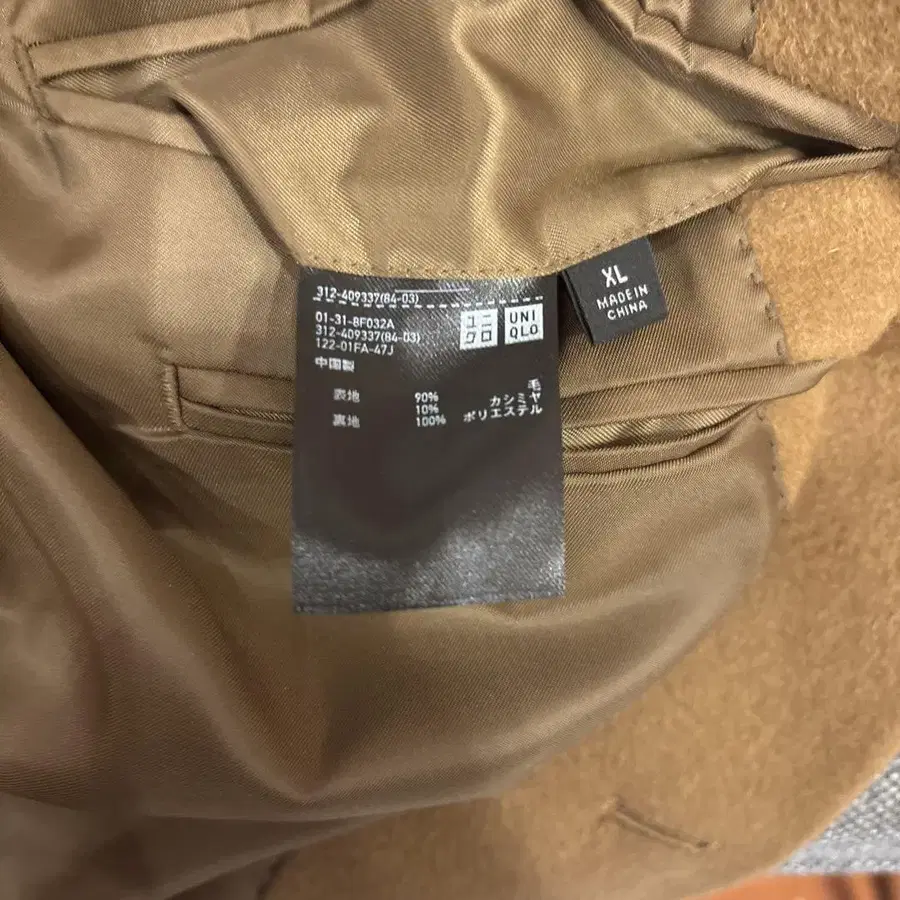 312-409337(84-03)
01-31-8F032A
312-409337(84-03)
122-01FA-47J
中国製
ユニクロ
UNIQLO
表地 90% 毛
10% カシミヤ
裏地 100% ポリエステル
XL
MADE IN
CHINA